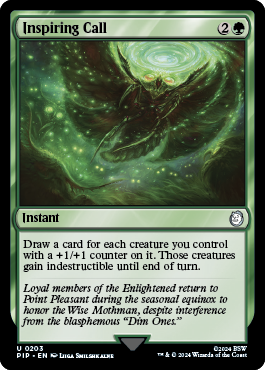 Inspiring Call 2
Instant
Draw a card for each creature you control
with a +1/+1 counter on it. Those creatures
gain indestructible until end of turn.
Loyal members of the Enlightened return to
Point Pleasant during the seasonal equinox to
honor the Wise Mothman, despite interference
from the blasphemous “Dim Ones.”
U 0203
PIP • EN Liiga Smilshkalne
©2024 BSW
™ & © 2024 Wizards of the Coast